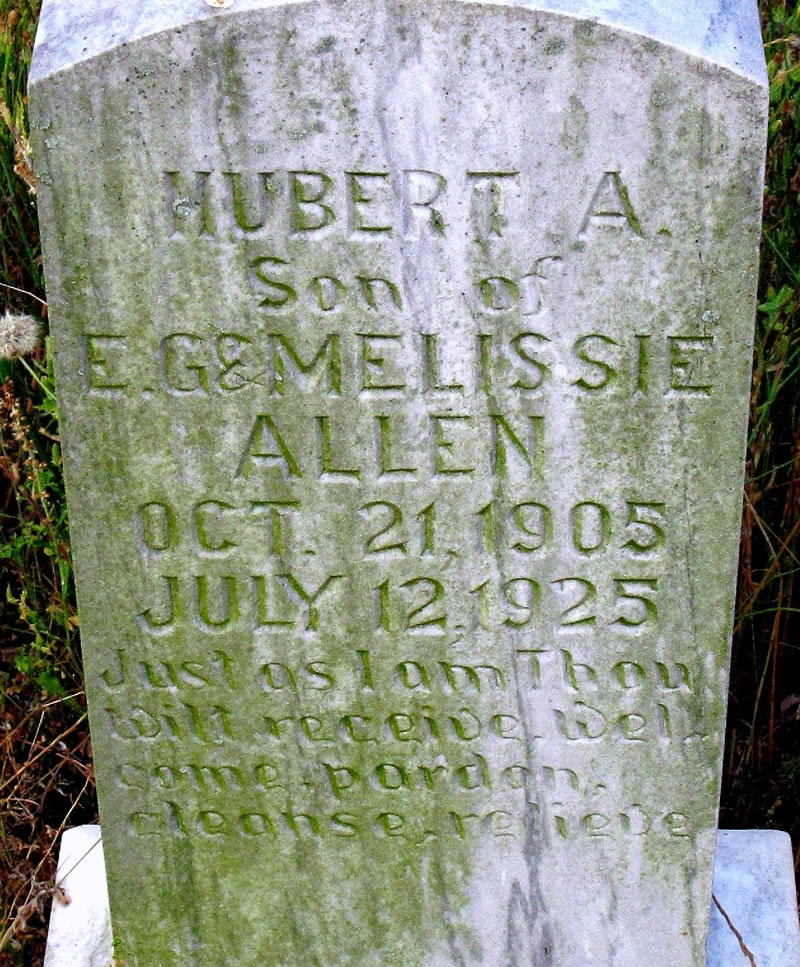 HUBERT A.
Son of
E.G&MELISSIE
ALLEN
OCT. 21, 1905
JULY 12, 1925
Just as I am Thou
Wilt receive. Wel-
come. pardon.
cleanse. relieve